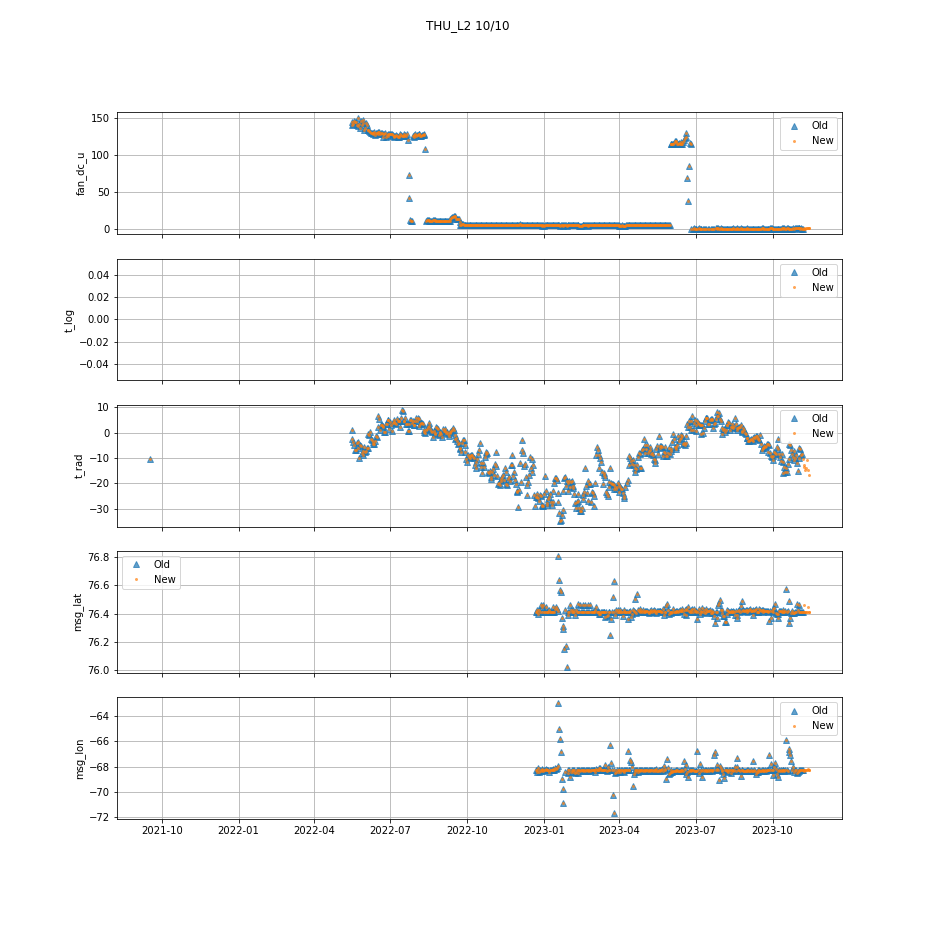 THU_L2 10/10
150
100
50
0
fan_dc_u
Old
New
0.04
0.02
0.00
−0.02
−0.04
t_log
Old
New
10
0
−10
−20
−30
t_rad
Old
New
76.8
76.6
76.4
76.2
76.0
msg_lat
Old
New
−64
−66
−68
−70
−72
msg_lon
Old
New
2021-10 2022-01 2022-04 2022-07 2022-10 2023-01 2023-04 2023-07 2023-10